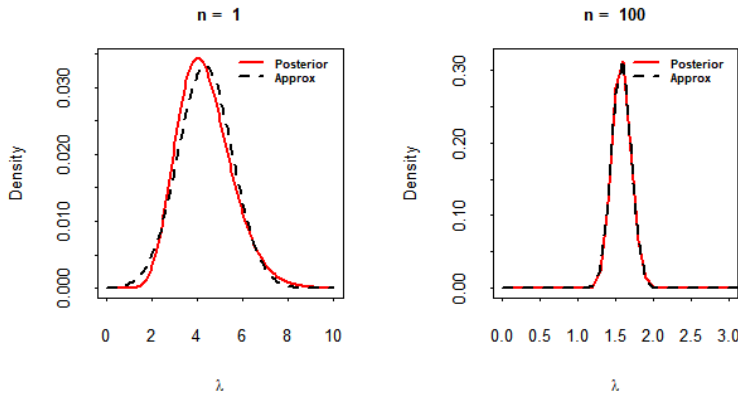 n = 1
Posterior
Approx
Density
0.000
0.010
0.020
0.030
0 2 4 6 8 10
λ
n = 100
Posterior
Approx
Density
0.00
0.10
0.20
0.30
0.0 0.5 1.0 1.5 2.0 2.5 3.0
λ